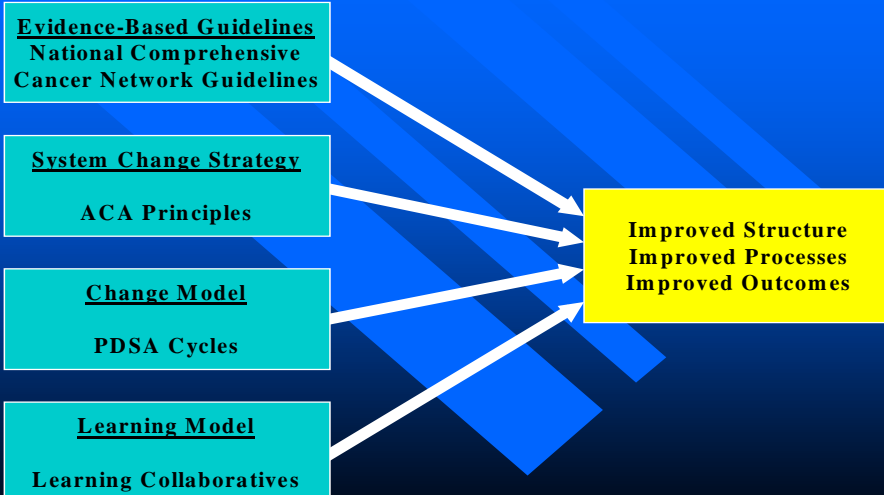 Evidence-Based Guidelines
National Comprehensive
Cancer Network Guidelines
System Change Strategy
ACA Principles
Change Model
PDSA Cycles
Learning Model
Learning Collaboratives
Improved Structure
Improved Processes
Improved Outcomes